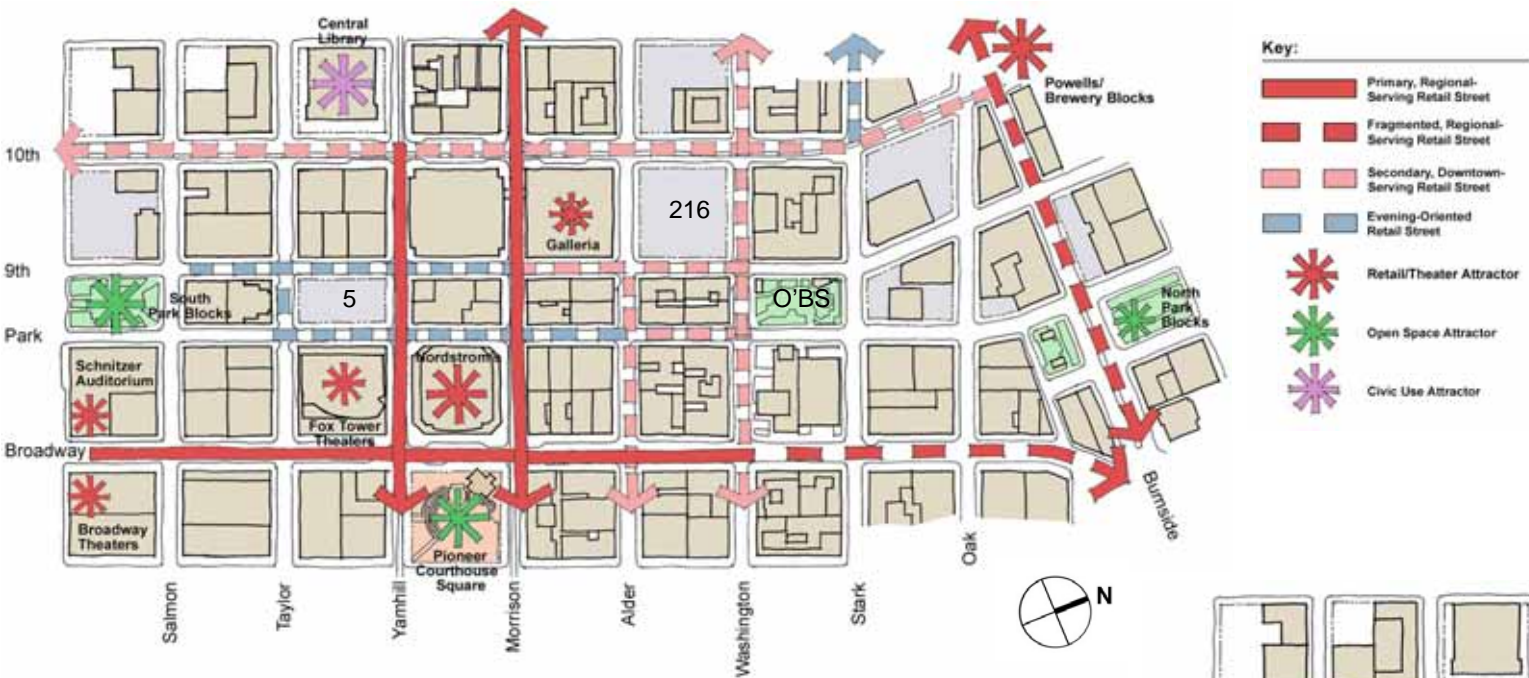 Central
Library
Powells/
Brewery Blocks
10th
216
Galleria
9th
South
Park Blocks
5
O'BS
North
Park
Blocks
Park
Schnitzer
Auditorium
Nordstrom's
Fox Tower
Theaters
Broadway
Broadway
Theaters
Pioneer
Courthouse
Square
Burnside
Salmon
Taylor
Yamhill
Morrison
Alder
Washington
Stark
Oak
N
Key:
Primary, Regional-
Serving Retail Street
Fragmented, Regional-
Serving Retail Street
Secondary, Downtown-
Serving Retail Street
Evening-Oriented
Retail Street
Retail/Theater Attractor
Open Space Attractor
Civic Use Attractor